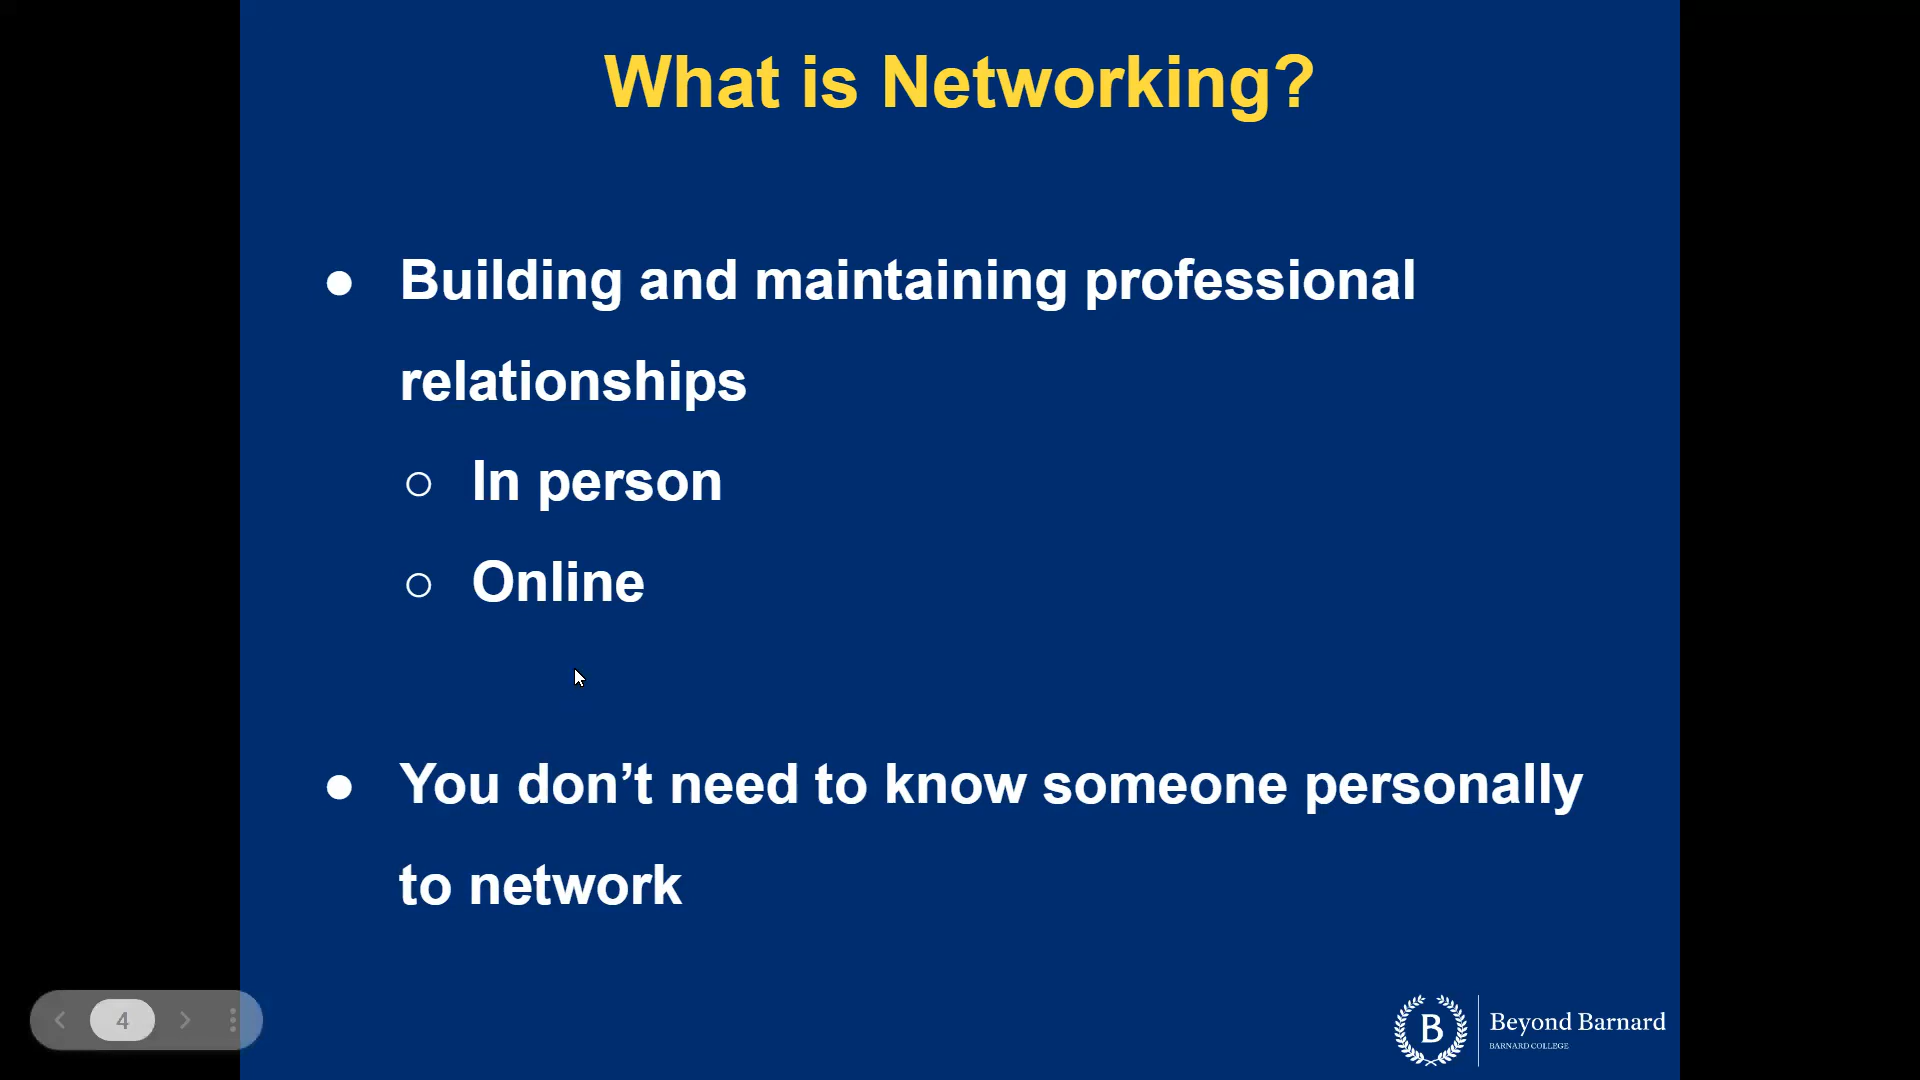 What is Networking?
● Building and maintaining professional
relationships
○ In person
○ Online
● You don’t need to know someone personally
to network
4
B
Beyond Barnard
BARNARD COLLEGE